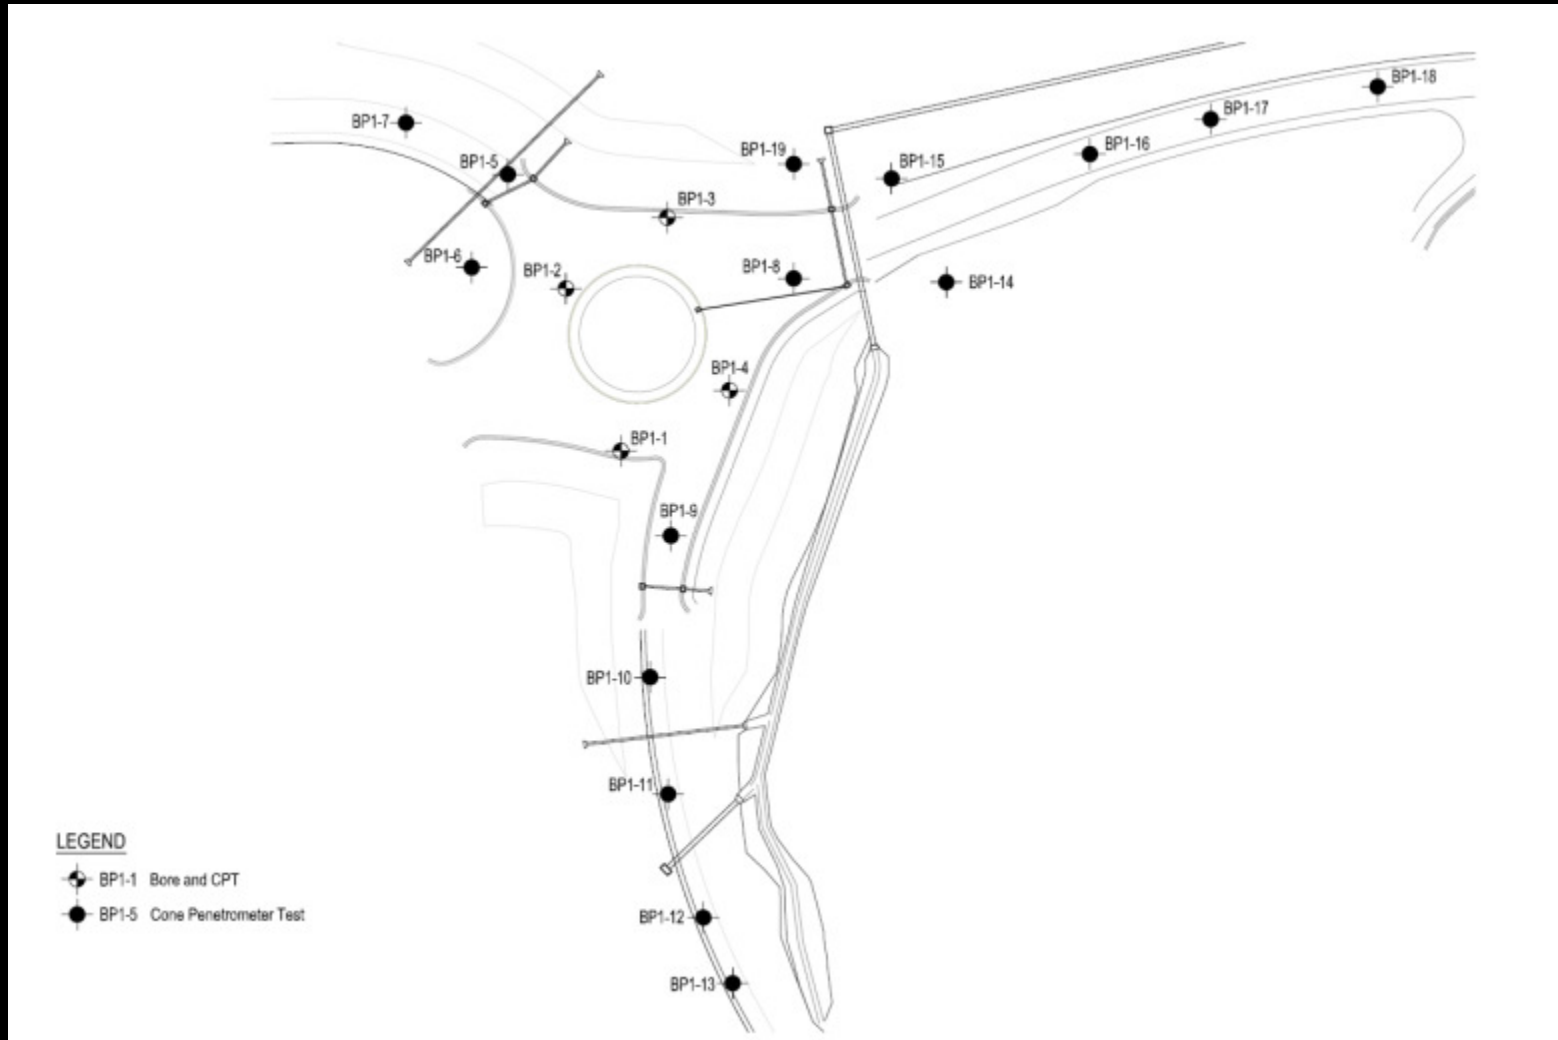 BP1-18
BP1-17
BP1-7
BP1-16
BP1-19
BP1-5
BP1-15
BP1-3
BP1-6
BP1-8
BP1-2
BP1-14
BP1-4
BP1-1
BP1-9
BP1-10
BP1-11
LEGEND
BP1-1 Bore and CPT
BP1-5 Cone Penetrometer Test
BP1-12
BP1-13